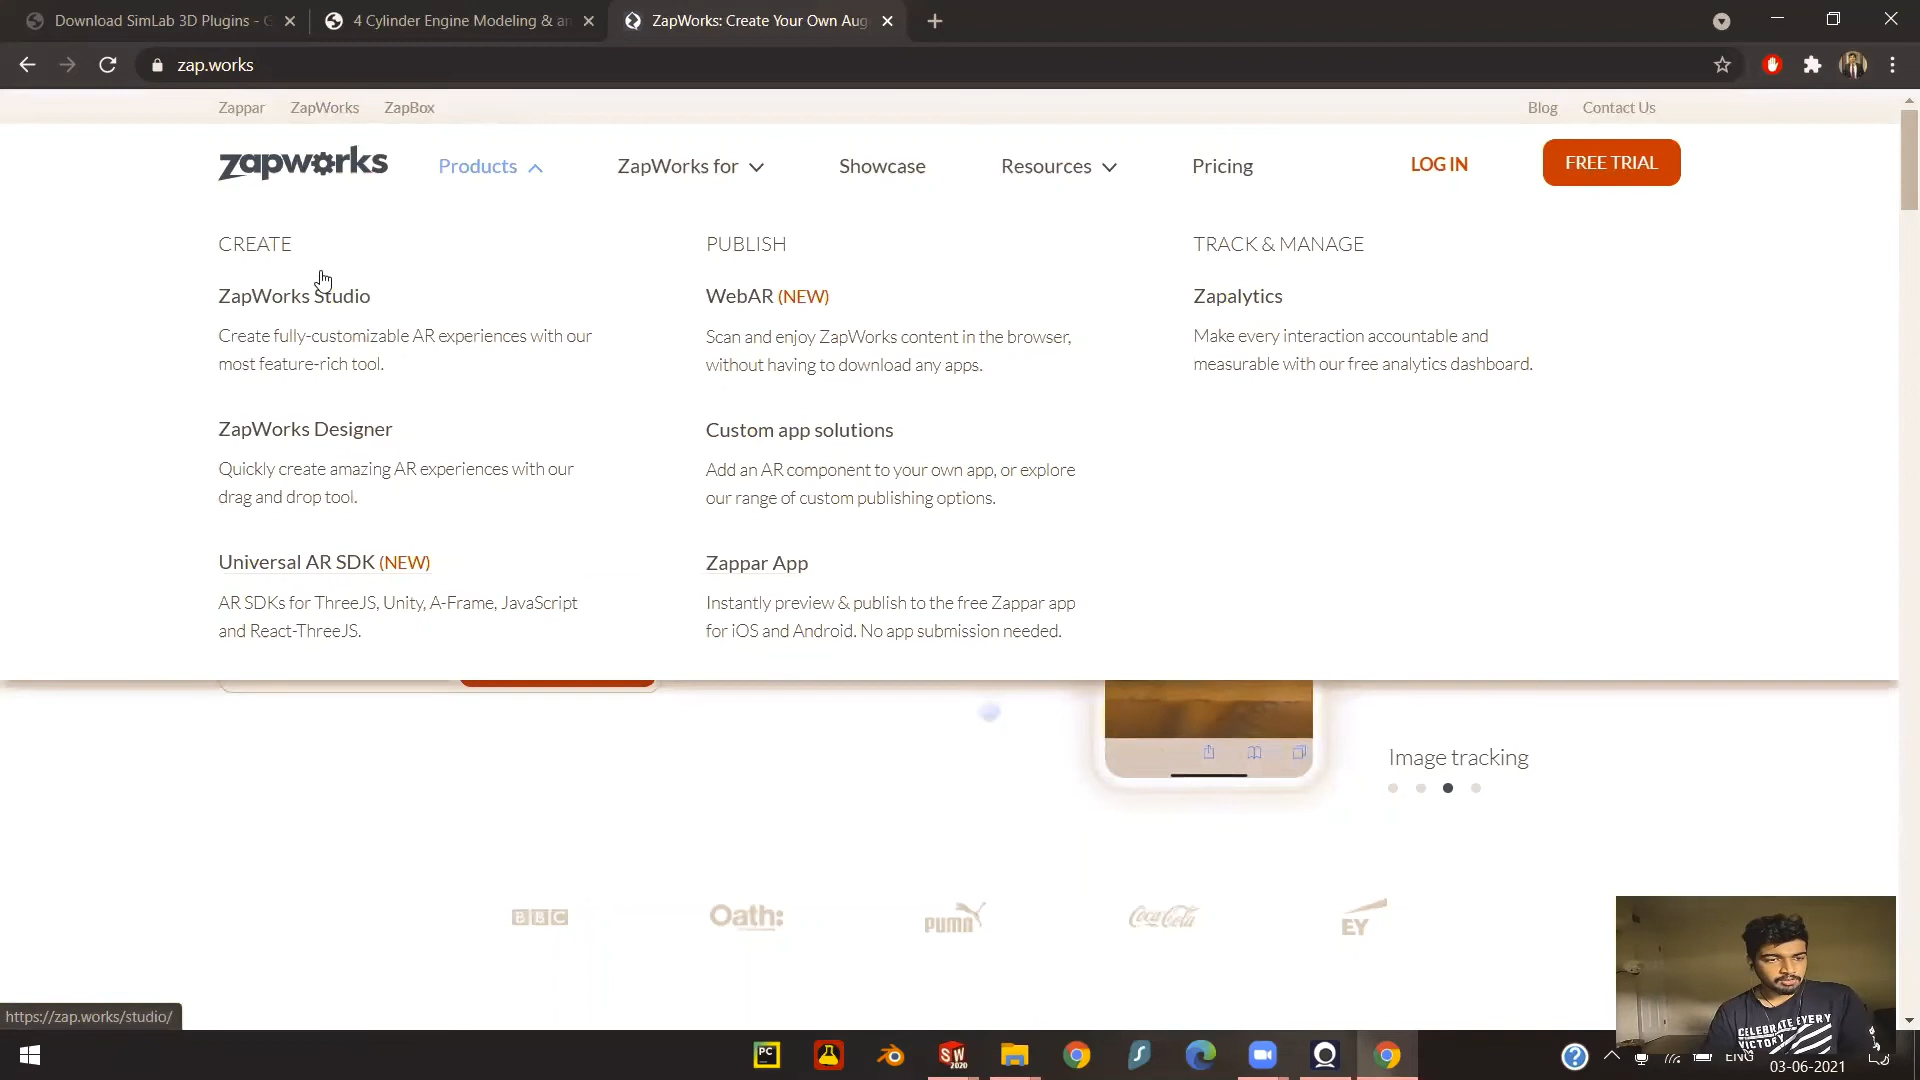 Download SimLab 3D Plugins - G
4 Cylinder Engine Modeling & an
ZapWorks: Create Your Own Aug
zap.works
Zappar ZapWorks ZapBox
Blog Contact Us
zapworks
Products ZapWorks for Showcase Resources Pricing LOG IN FREE TRIAL
CREATE
ZapWorks Studio
Create fully-customizable AR experiences with our
most feature-rich tool.
ZapWorks Designer
Quickly create amazing AR experiences with our
drag and drop tool.
Universal AR SDK (NEW)
AR SDKs for ThreeJS, Unity, A-Frame, JavaScript
and React-ThreeJS.
PUBLISH
WebAR (NEW)
Scan and enjoy ZapWorks content in the browser,
without having to download any apps.
Custom app solutions
Add an AR component to your own app, or explore
our range of custom publishing options.
Zappar App
Instantly preview & publish to the free Zappar app
for iOS and Android. No app submission needed.
TRACK & MANAGE
Zapalytics
Make every interaction accountable and
measurable with our free analytics dashboard.
Image tracking
BBC Oath: PUMA Coca-Cola EY
CELEBRATE EVERY
VICTORY
https://zap.works/studio/
PC
SW
2020
ENG
03-06-2021